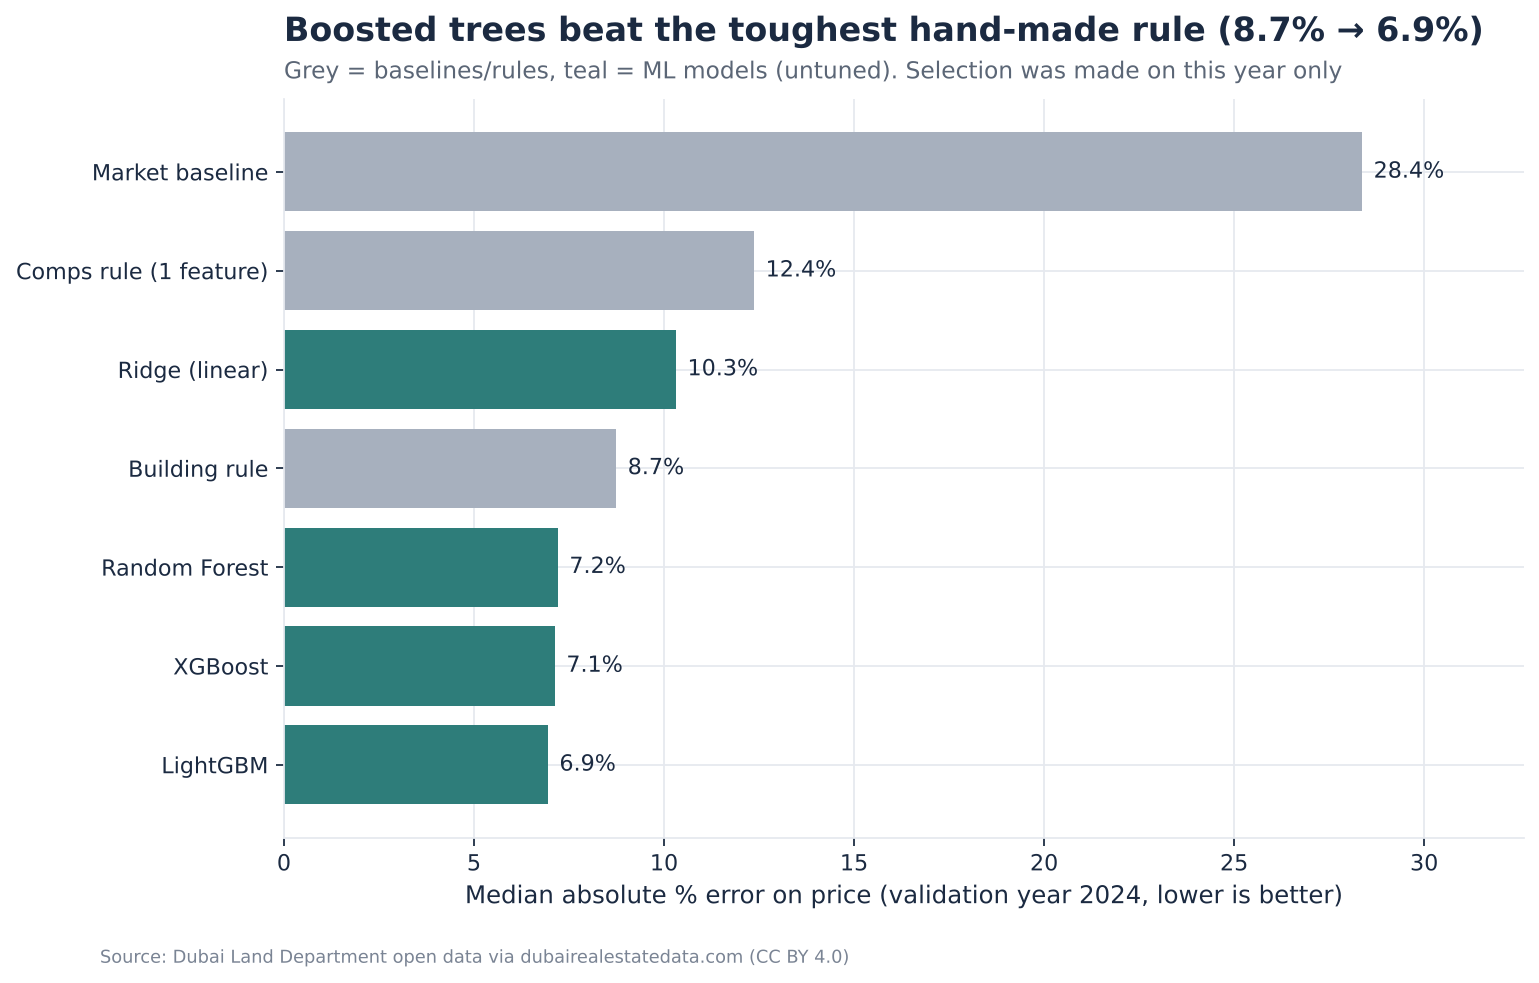 Boosted trees beat the toughest hand-made rule (8.7% → 6.9%)
Grey = baselines/rules, teal = ML models (untuned). Selection was made on this year only
Market baseline
28.4%
Comps rule (1 feature)
12.4%
Ridge (linear)
10.3%
Building rule
8.7%
Random Forest
7.2%
XGBoost
7.1%
LightGBM
6.9%
0 5 10 15 20 25 30
Median absolute % error on price (validation year 2024, lower is better)
Source: Dubai Land Department open data via dubairealestatedata.com (CC BY 4.0)